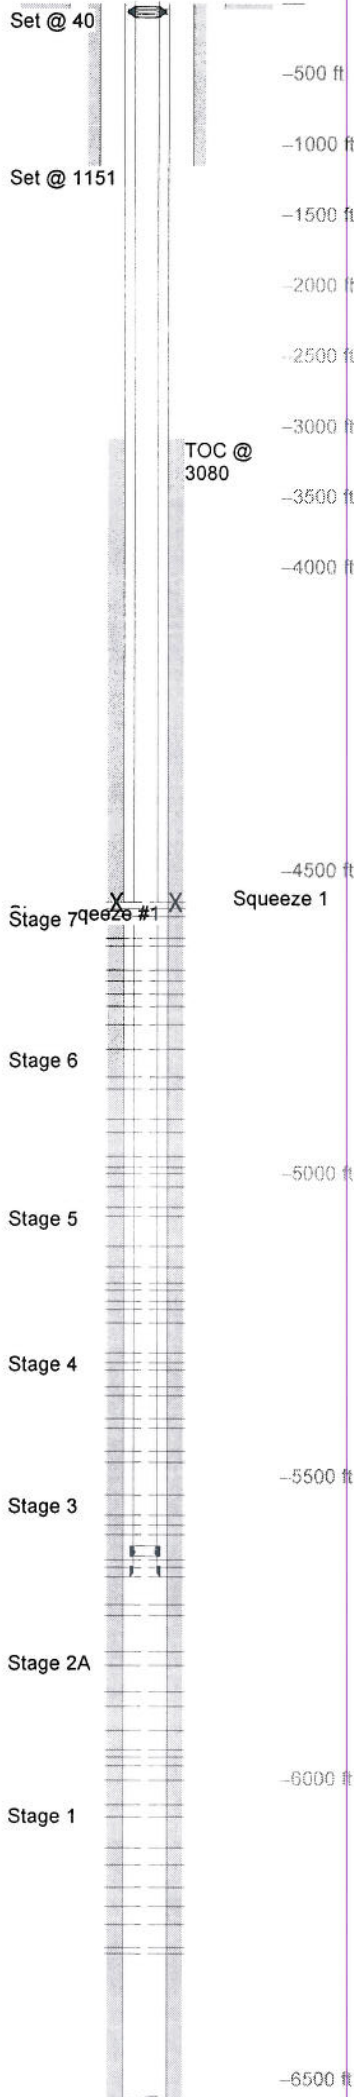 Set @ 40
–500 ft
–1000 ft
Set @ 1151
–1500 ft
–2000 ft
–2500 ft
–3000 ft
TOC @
3080
–3500 ft
–4000 ft
–4500 ft
X X Squeeze 1
Stage 7 queeze #1
Stage 6
–5000 ft
Stage 5
Stage 4
–5500 ft
Stage 3
Stage 2A
–6000 ft
Stage 1
–6500 ft